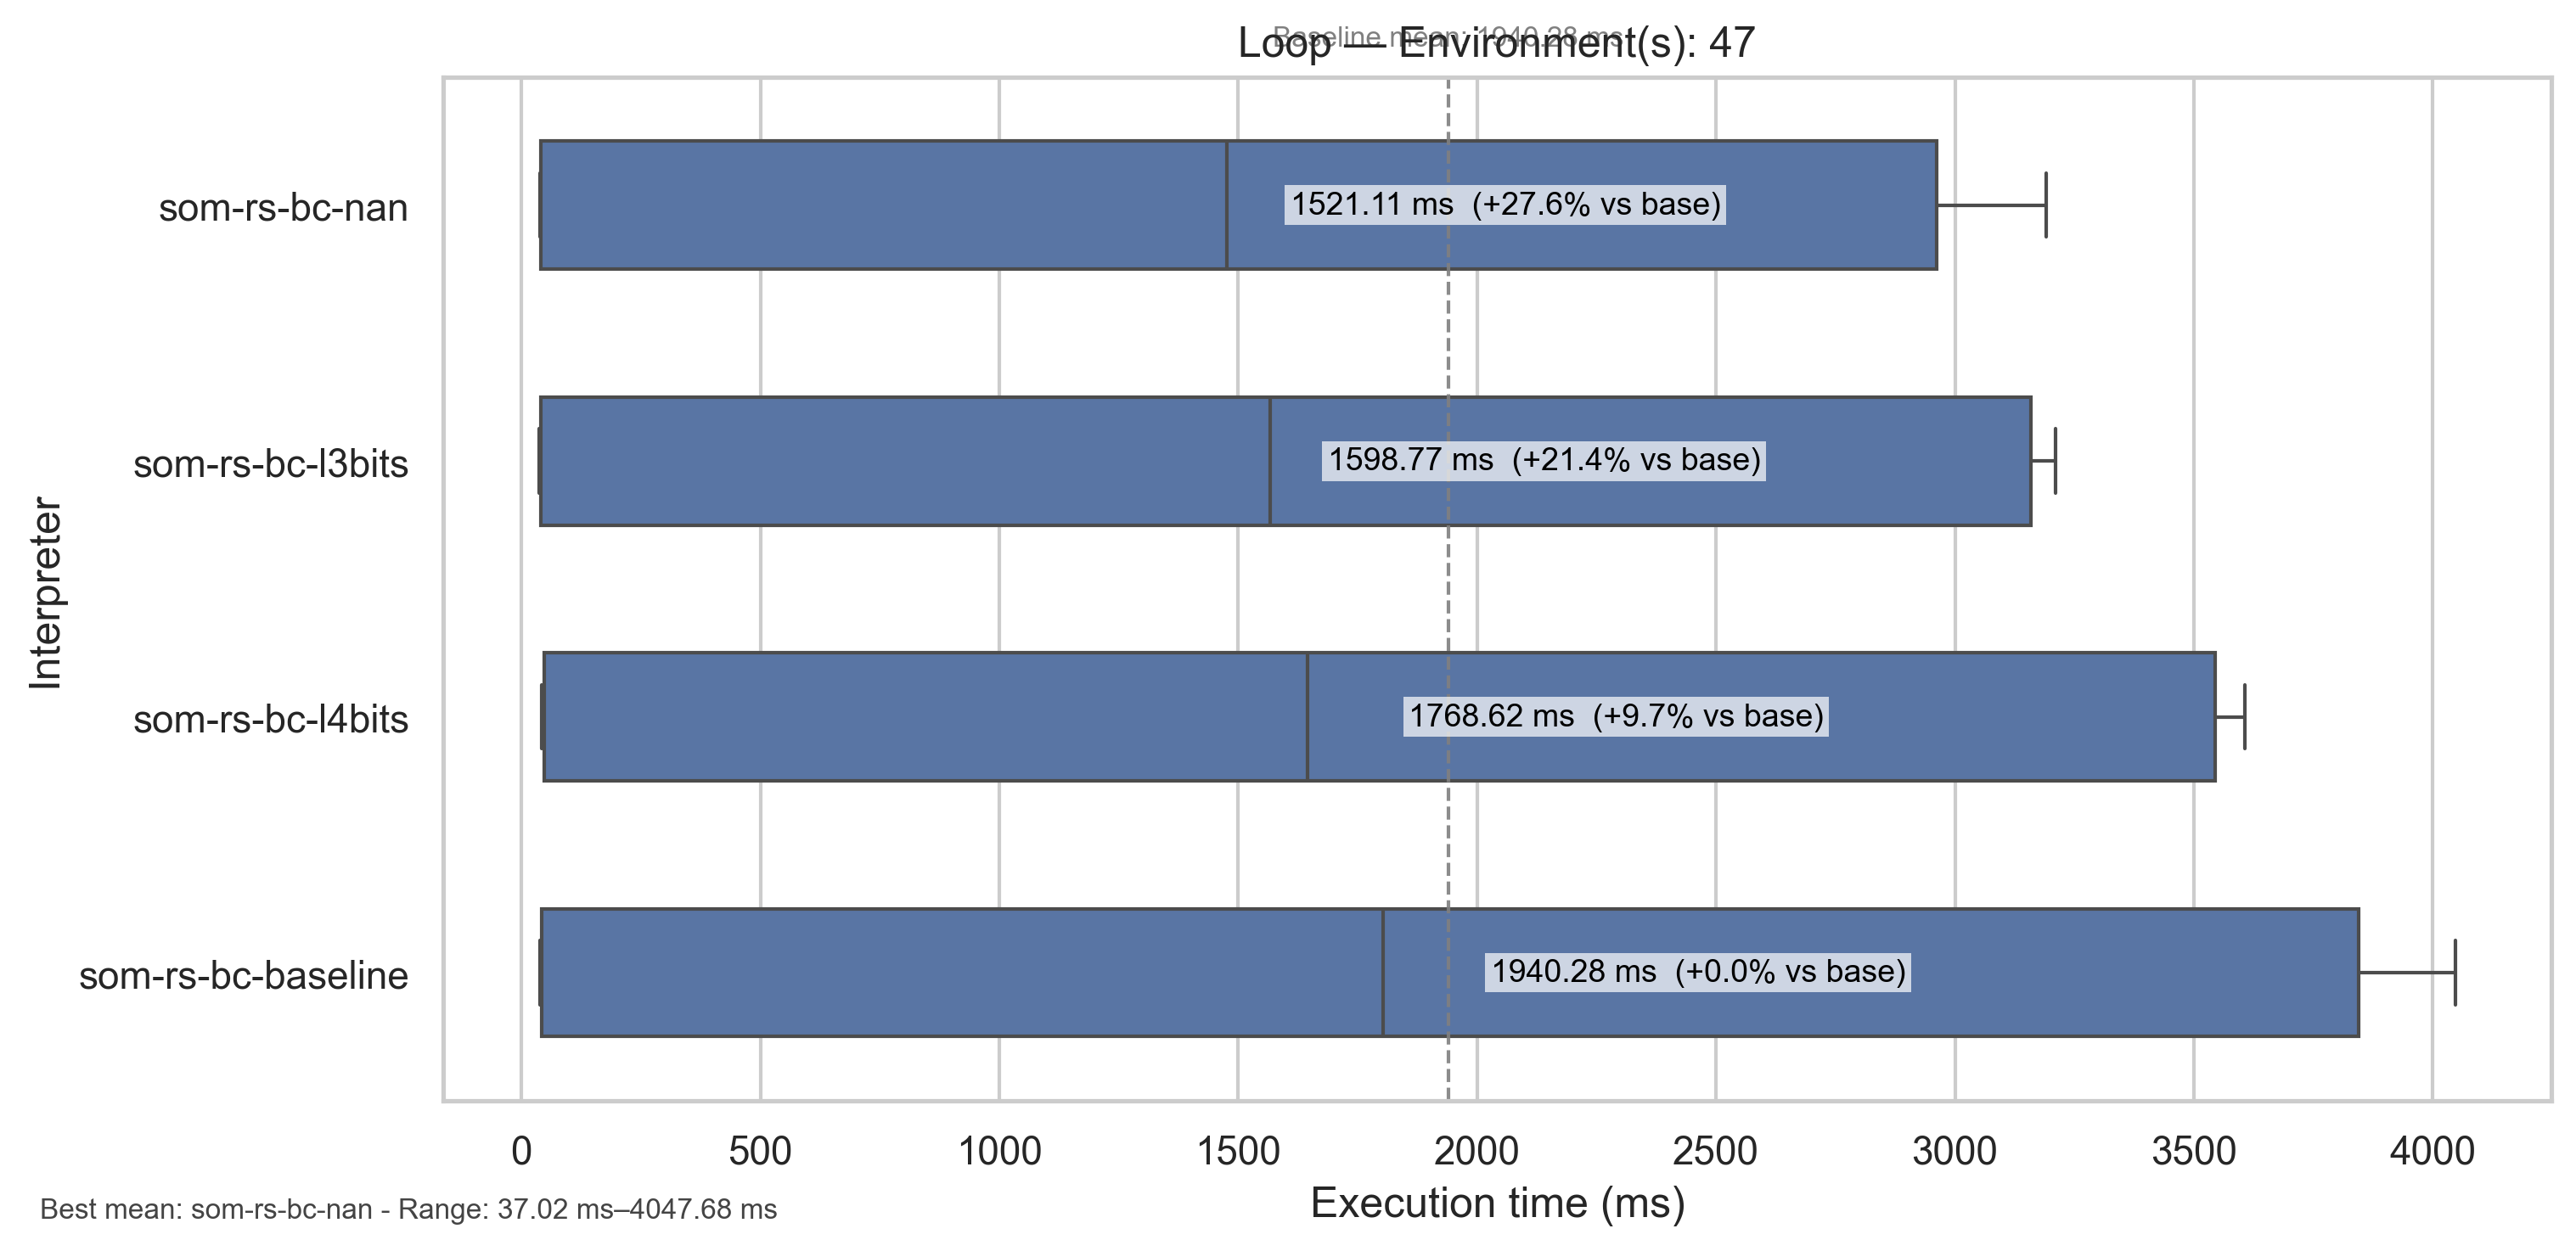 Baseline mean: 1940.28 ms
Loop — Environment(s): 47
som-rs-bc-nan
1521.11 ms (+27.6% vs base)
som-rs-bc-l3bits
1598.77 ms (+21.4% vs base)
Interpreter
som-rs-bc-l4bits
1768.62 ms (+9.7% vs base)
som-rs-bc-baseline
1940.28 ms (+0.0% vs base)
0 500 1000 1500 2000 2500 3000 3500 4000
Execution time (ms)
Best mean: som-rs-bc-nan - Range: 37.02 ms–4047.68 ms